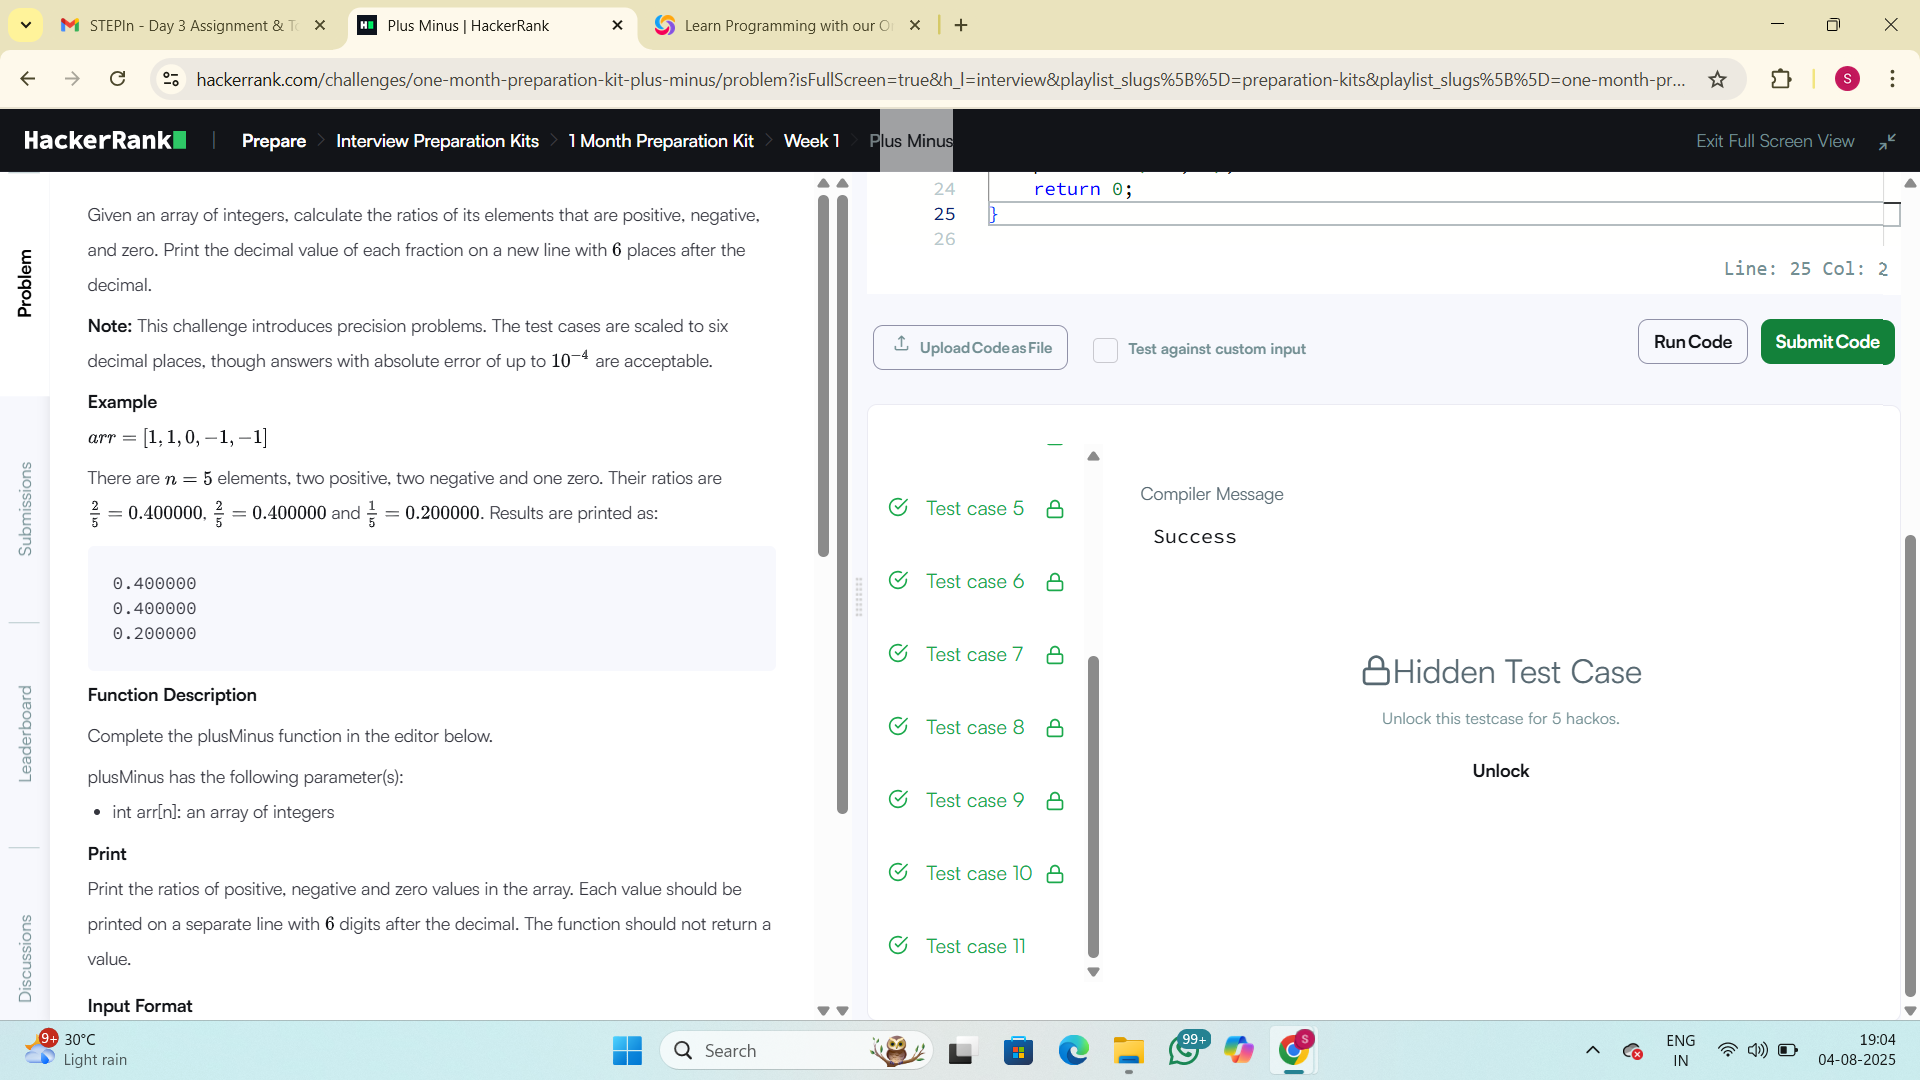 STEPIn - Day 3 Assignment & To
Plus Minus | HackerRank
Learn Programming with our O
hackerrank.com/challenges/one-month-preparation-kit-plus-minus/problem?isFullScreen=true&h_l=interview&playlist_slugs%5B%5D=preparation-kits&playlist_slugs%5B%5D=one-month-pr...
S
HackerRank
Prepare
Interview Preparation Kits
1 Month Preparation Kit
Week 1
Plus Minus
Exit Full Screen View
Problem
Submissions
Leaderboard
Discussions
Given an array of integers, calculate the ratios of its elements that are positive, negative,
and zero. Print the decimal value of each fraction on a new line with 6 places after the
decimal.
Note: This challenge introduces precision problems. The test cases are scaled to six
decimal places, though answers with absolute error of up to 10⁻⁴ are acceptable.
Example
arr = [1, 1, 0, −1, −1]
There are n = 5 elements, two positive, two negative and one zero. Their ratios are
2/5 = 0.400000, 2/5 = 0.400000 and 1/5 = 0.200000. Results are printed as:
0.400000
0.400000
0.200000
Function Description
Complete the plusMinus function in the editor below.
plusMinus has the following parameter(s):
• int arr[n]: an array of integers
Print
Print the ratios of positive, negative and zero values in the array. Each value should be
printed on a separate line with 6 digits after the decimal. The function should not return a
value.
Input Format
24 return 0;
25 }
26
Line: 25 Col: 2
Upload Code as File
Test against custom input
Run Code
Submit Code
Test case 5
Test case 6
Test case 7
Test case 8
Test case 9
Test case 10
Test case 11
Compiler Message
Success
Hidden Test Case
Unlock this testcase for 5 hackos.
Unlock
9+
30°C
Light rain
Search
99+
S
ENG
IN
19:04
04-08-2025